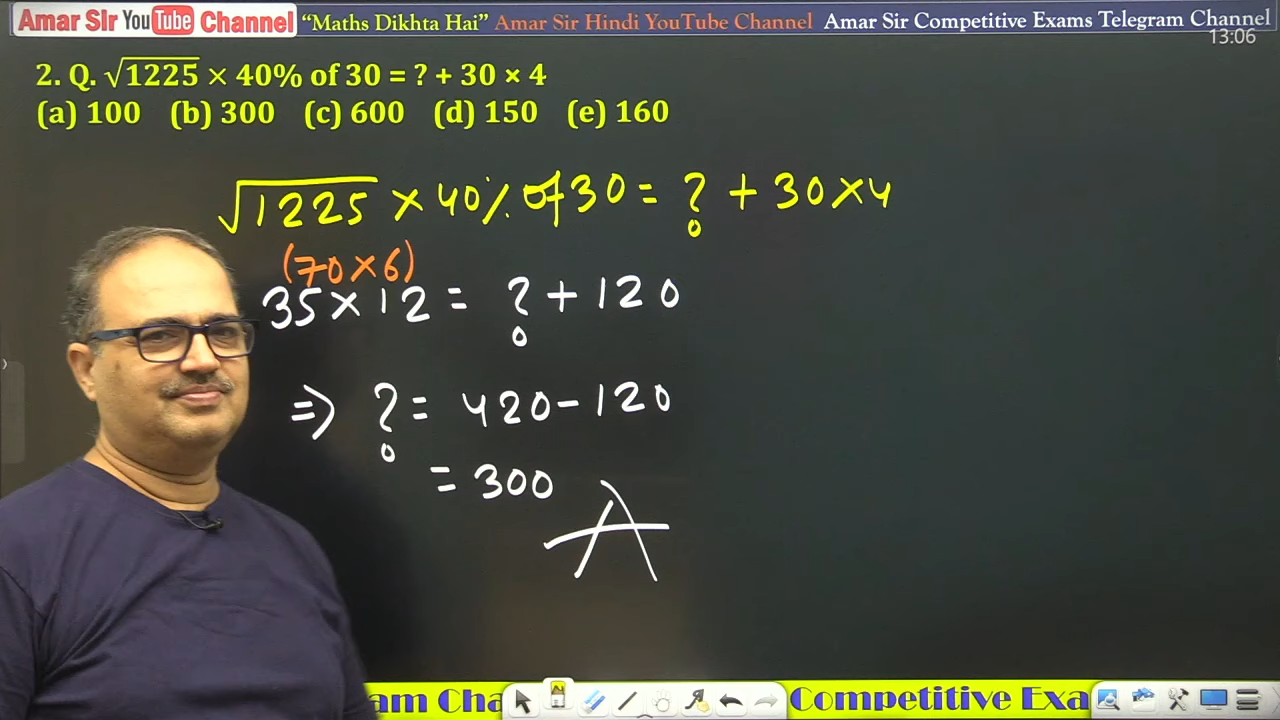 Amar SIr YouTube Channel "Maths Dikhta Hai" Amar Sir Hindi YouTube Channel Amar Sir Competitive Exams Telegram Channel
13:06
2. Q. √1225 × 40% of 30 = ? + 30 × 4
(a) 100 (b) 300 (c) 600 (d) 150 (e) 160
√1225 × 40% of 30 = ? + 30 × 4
(70 × 6)
35 × 12 = ? + 120
⇒ ? = 420 - 120
= 300
A
am Cha Competitive Exa